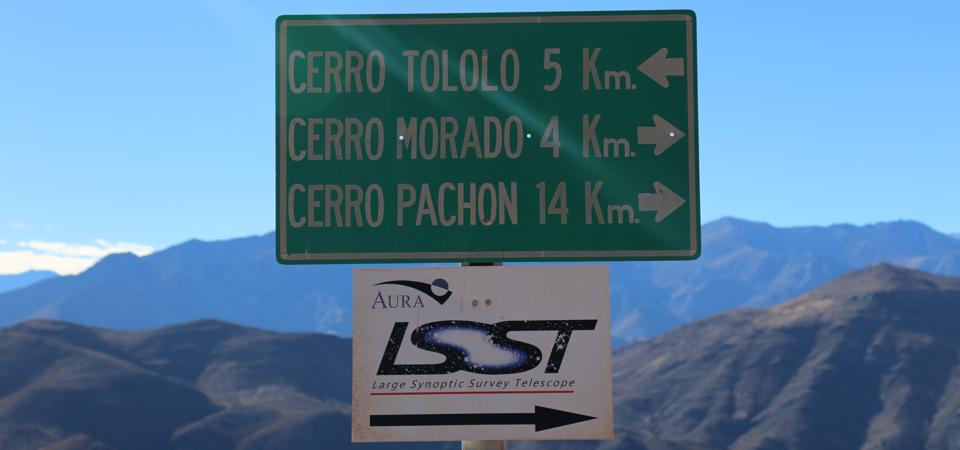 CERRO TOLOLO 5 Km.
CERRO MORADO 4 Km.
CERRO PACHON 14 Km.
AURA
LSST
Large Synoptic Survey Telescope